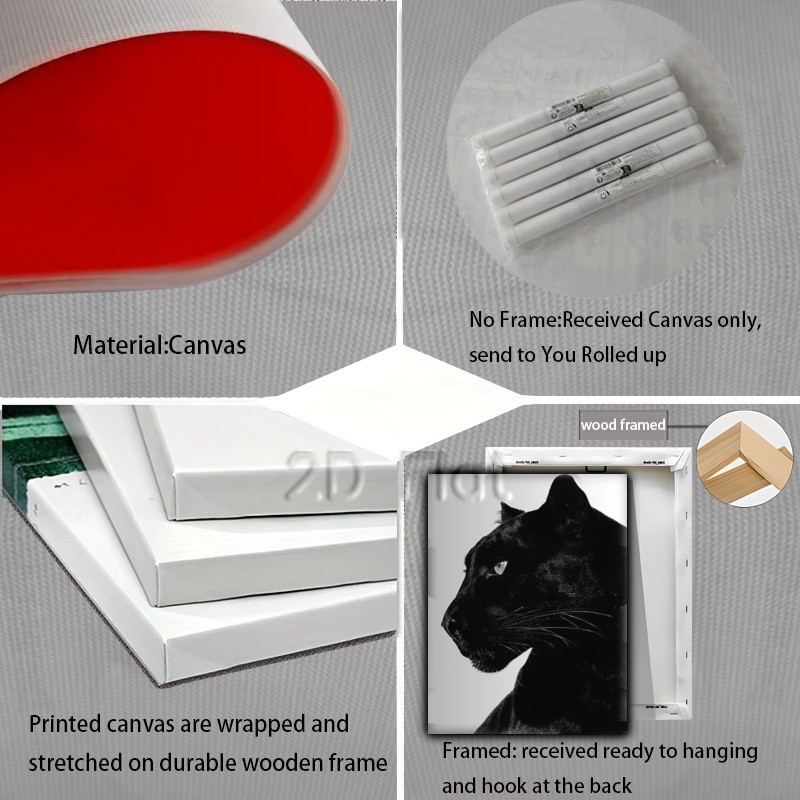 Material:Canvas
No Frame:Received Canvas only,
send to You Rolled up
2D Flat
wood framed
Printed canvas are wrapped and
stretched on durable wooden frame
Framed: received ready to hanging
and hook at the back